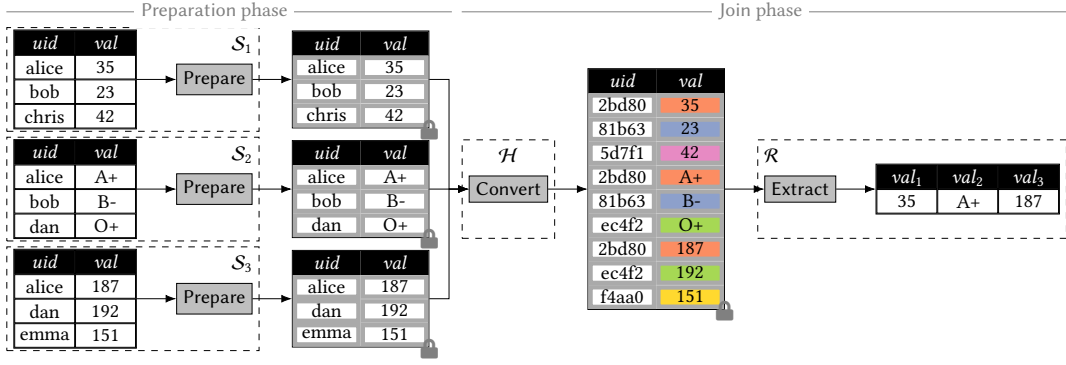 Preparation phase
Join phase
uid val
alice 35
bob 23
chris 42
S1
Prepare
uid val
alice 35
bob 23
chris 42
uid val
alice A+
bob B-
dan O+
S2
Prepare
uid val
alice A+
bob B-
dan O+
uid val
alice 187
dan 192
emma 151
S3
Prepare
uid val
alice 187
dan 192
emma 151
H
Convert
uid val
2bd80 35
81b63 23
5d7f1 42
2bd80 A+
81b63 B-
ec4f2 O+
2bd80 187
ec4f2 192
f4aa0 151
R
Extract
val1 val2 val3
35 A+ 187